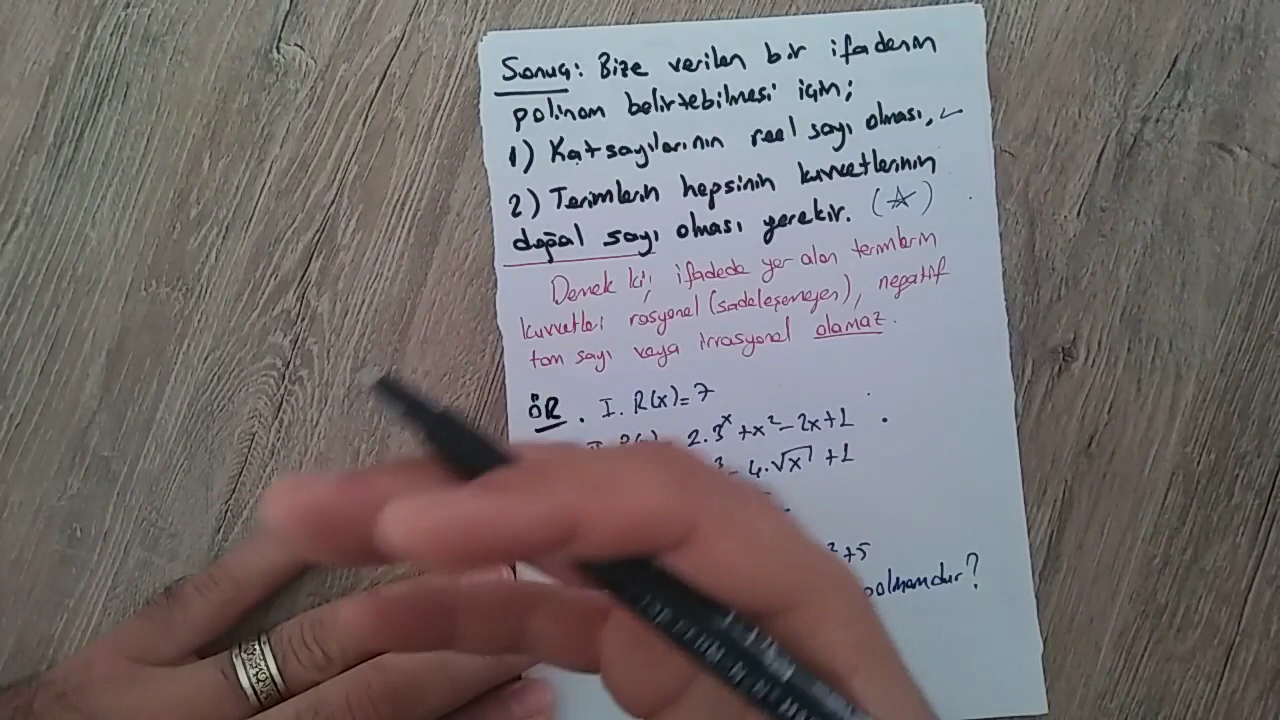 Sonuç: Bize verilen bir ifadenin
polinom belirtebilmesi için;
1) Katsayılarının reel sayı olması,
2) Terimlerin hepsinin kuvvetlerinin
doğal sayı olması gerekir. (☆)
Demek ki; ifadede yer alan terimlerin
kuvvetleri rasyonel (sadeleşemeyen), negatif
tam sayı veya irrasyonel olamaz.
ÖR. I. R(x)=7
2.3^x+x²-2x+1
- 4.√x +1
²+5
polinomdur?